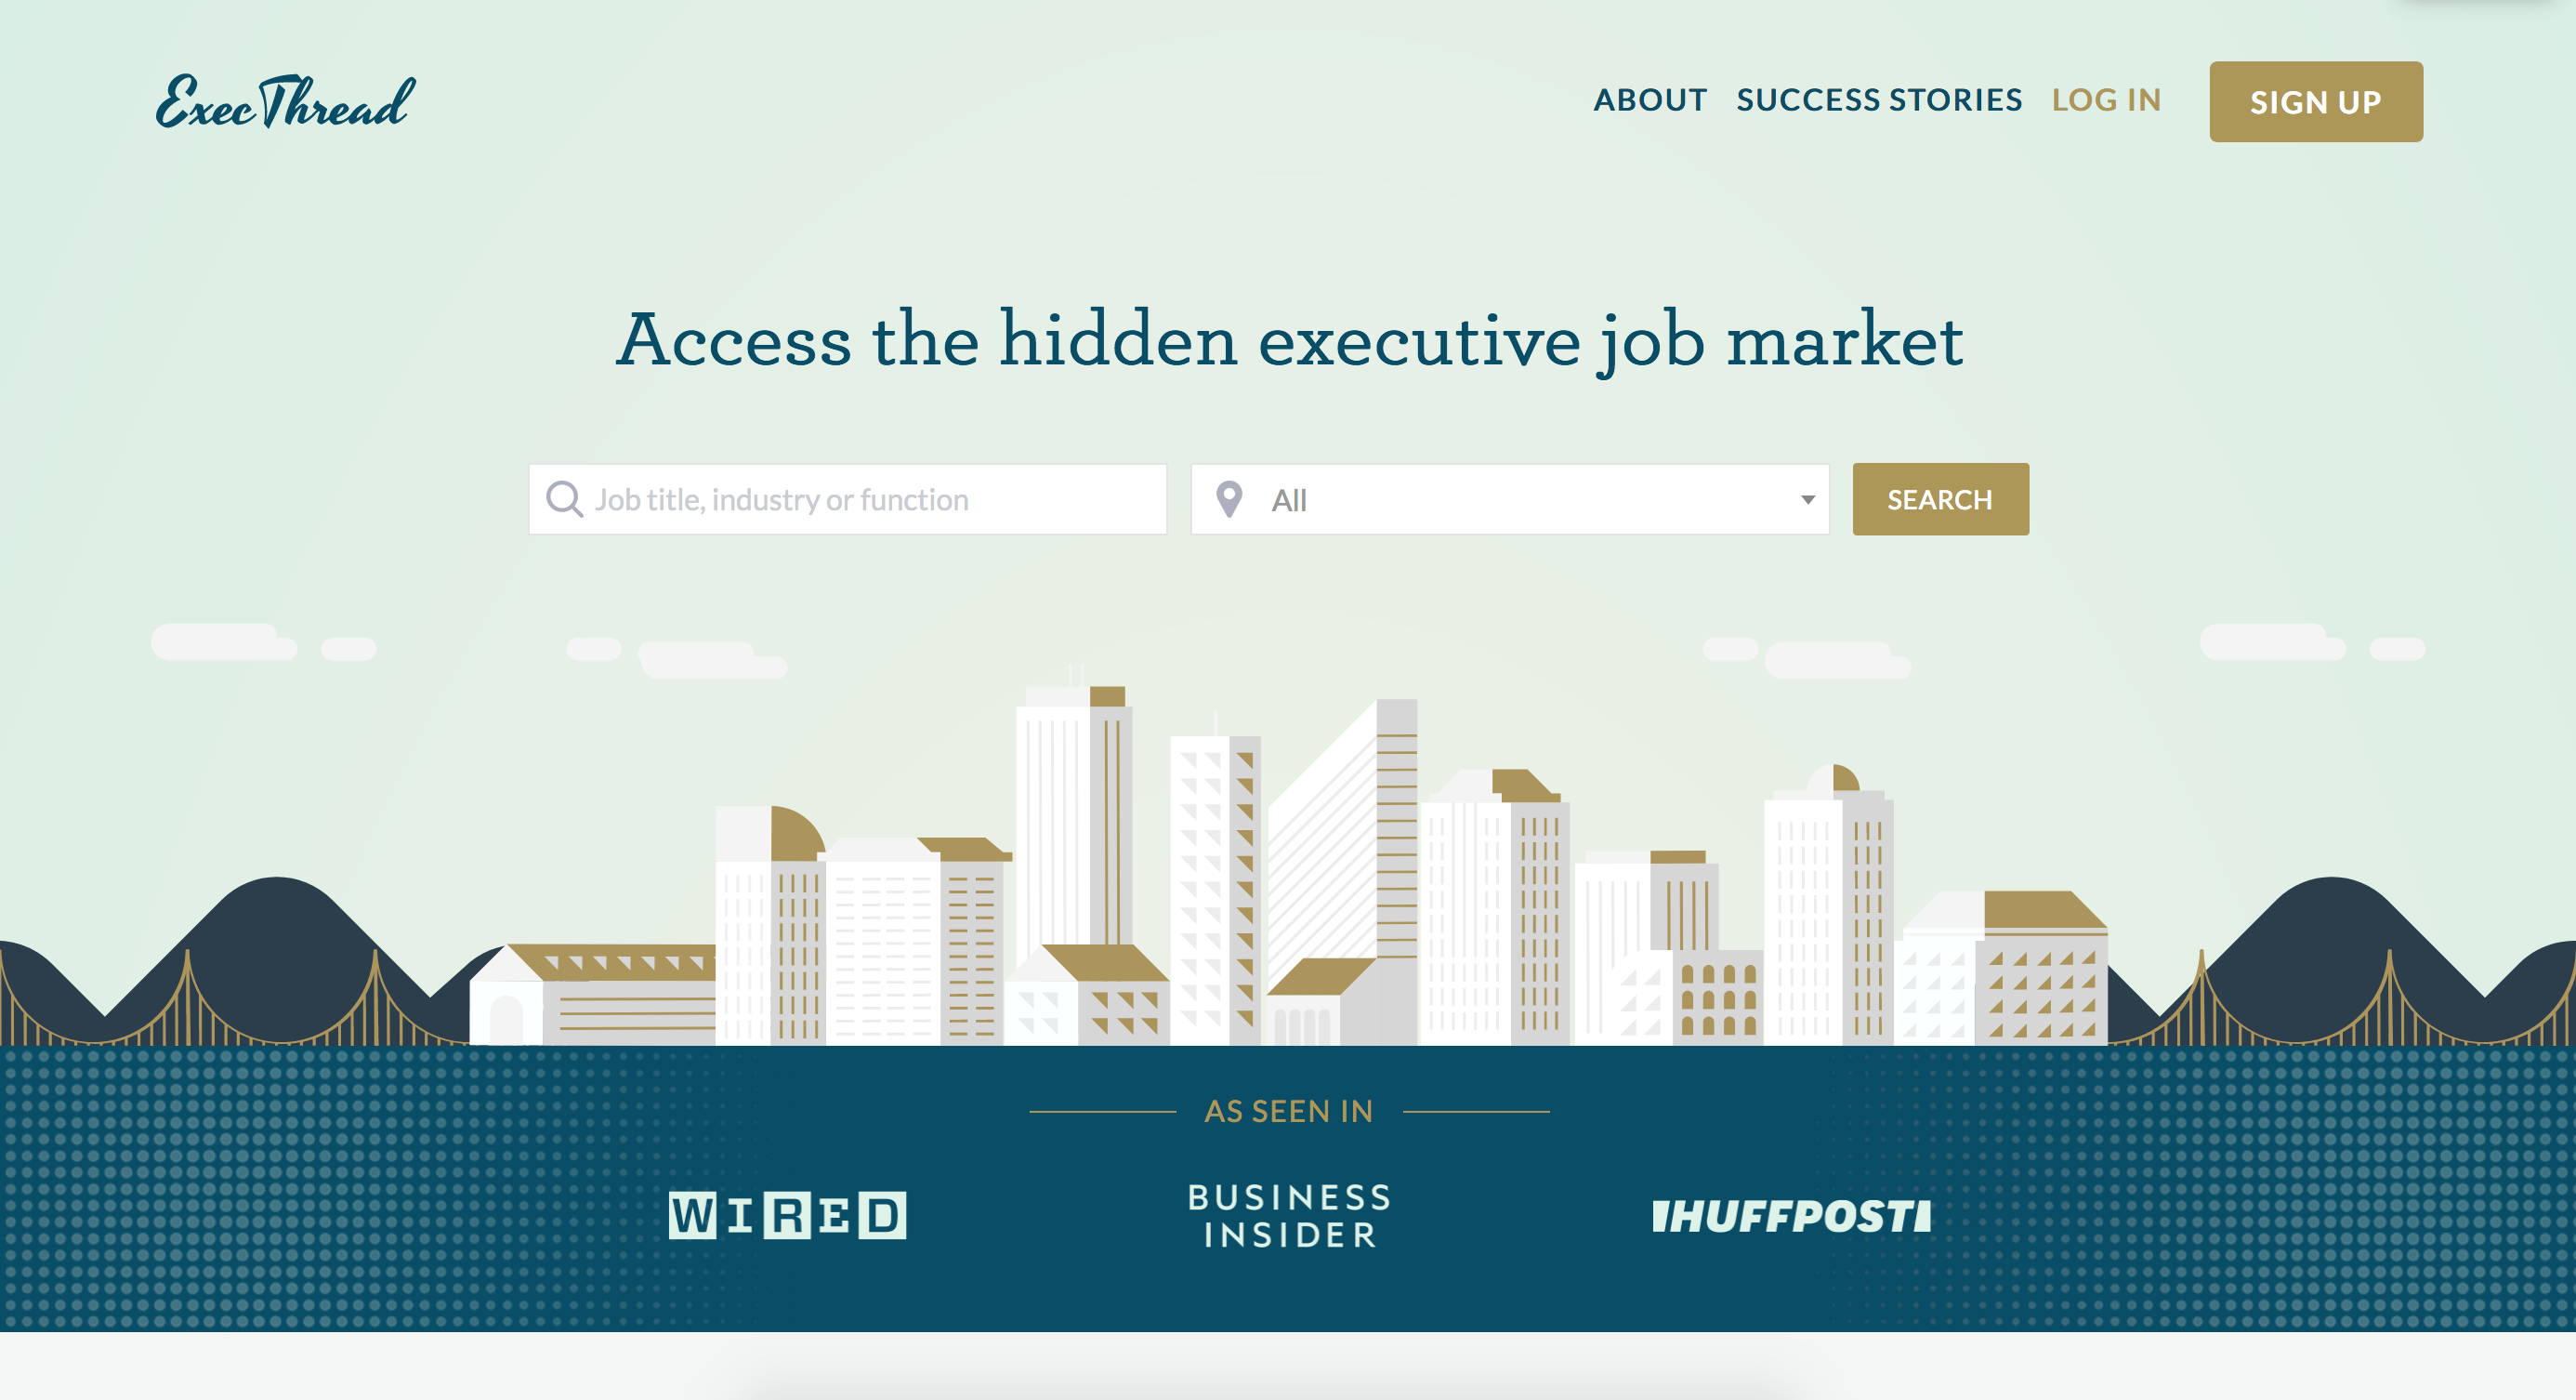 ExecThread
ABOUT SUCCESS STORIES LOG IN SIGN UP
Access the hidden executive job market
Job title, industry or function All SEARCH
AS SEEN IN
WIRED
BUSINESS
INSIDER
HUFFPOST